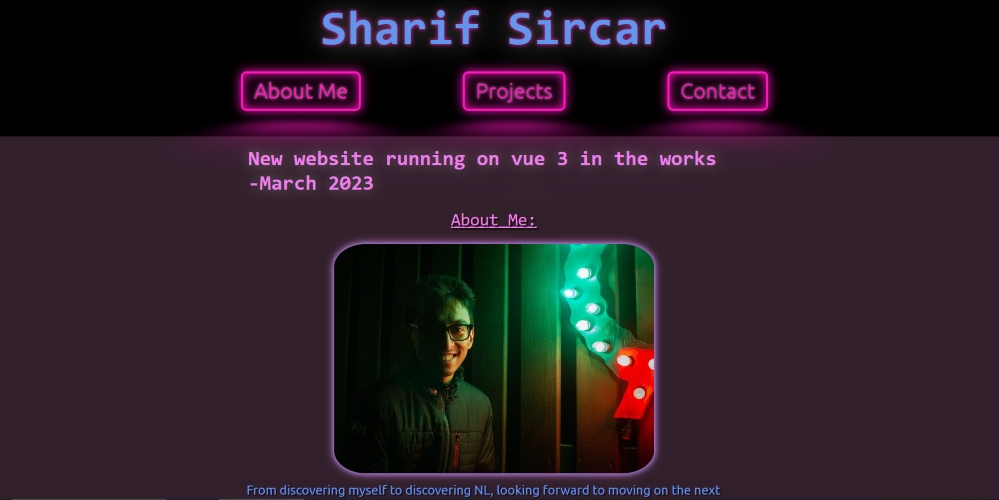 Sharif Sircar
About Me
Projects
Contact
New website running on vue 3 in the works
-March 2023
About Me:
From discovering myself to discovering NL, looking forward to moving on the next